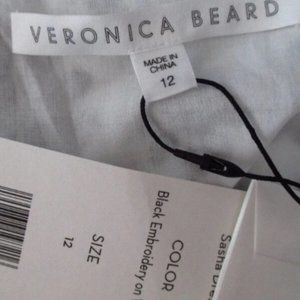 VERONICA BEARD
MADE IN
CHINA
12
Sasha
COLOR
Black Embroidery on
SIZE
12